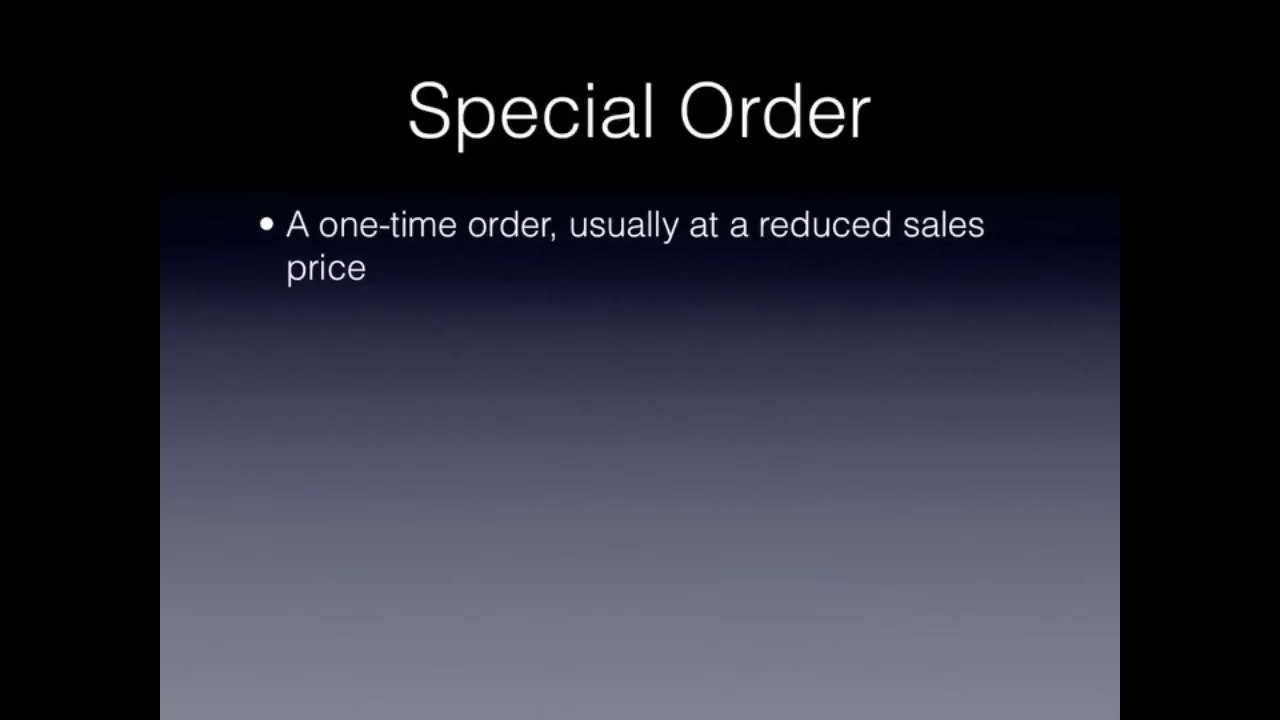 Special Order
• A one-time order, usually at a reduced sales
price